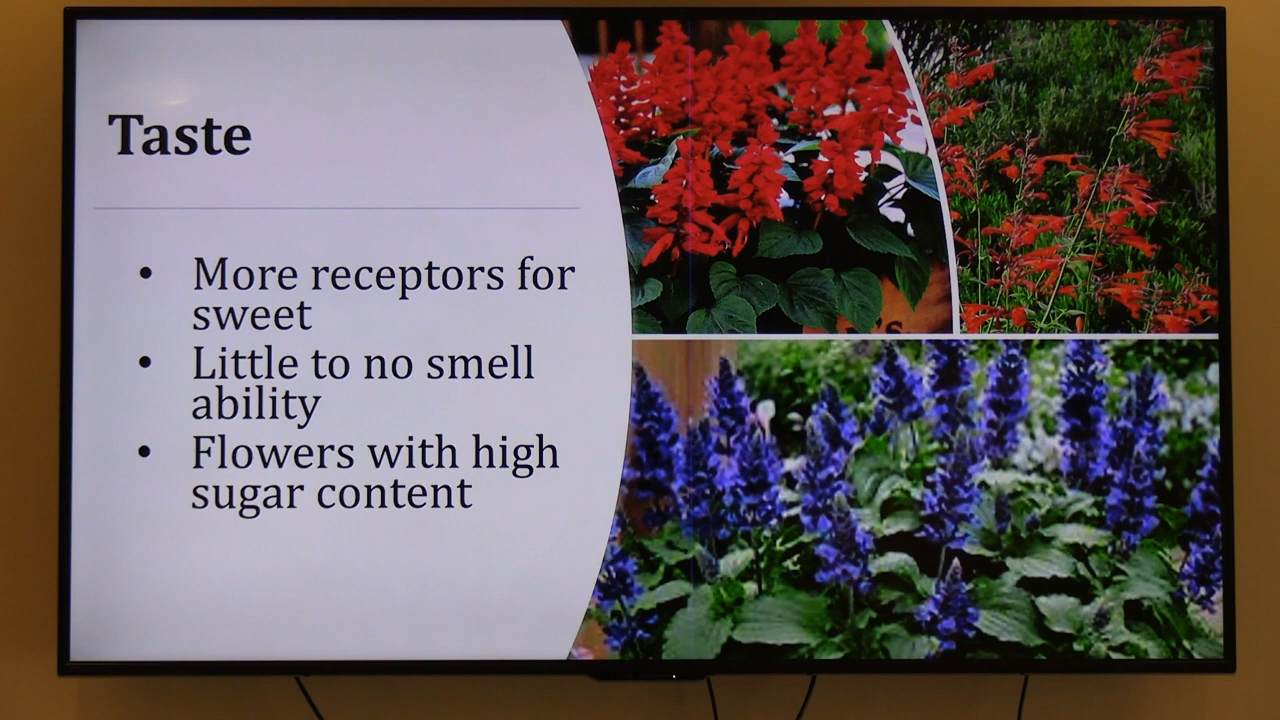 Taste
• More receptors for
sweet
• Little to no smell
ability
• Flowers with high
sugar content